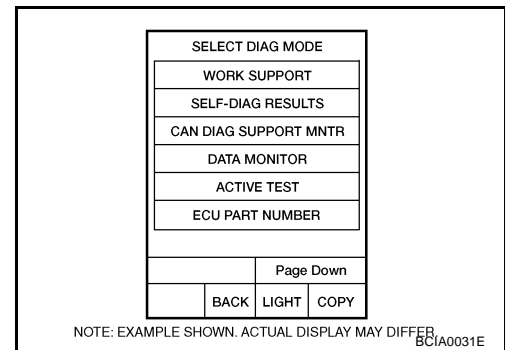 SELECT DIAG MODE
WORK SUPPORT
SELF-DIAG RESULTS
CAN DIAG SUPPORT MNTR
DATA MONITOR
ACTIVE TEST
ECU PART NUMBER
Page Down
BACK LIGHT COPY
NOTE: EXAMPLE SHOWN. ACTUAL DISPLAY MAY DIFFER.
BCIA0031E